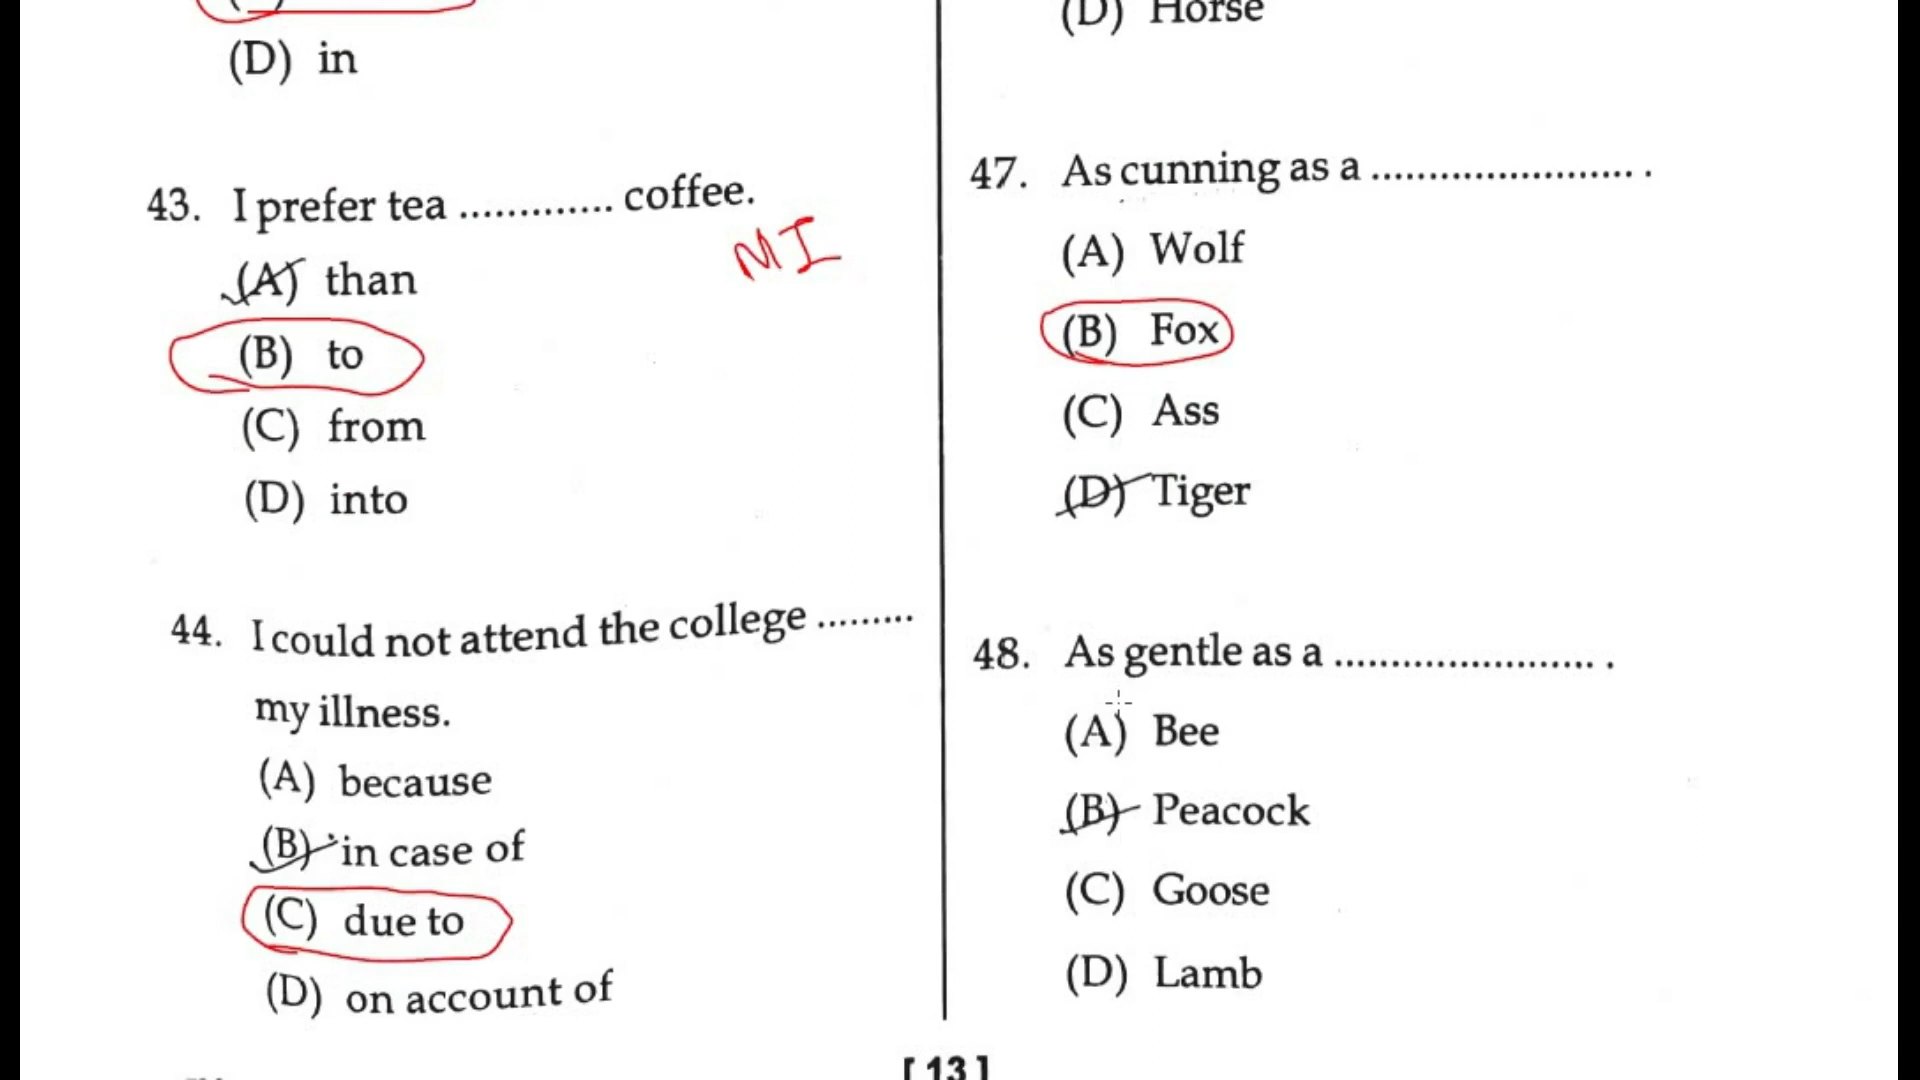 (D) in
43. I prefer tea ............. coffee.
MI
(A) than
(B) to
(C) from
(D) into
44. I could not attend the college .........
my illness.
(A) because
(B) in case of
(C) due to
(D) on account of
(D) Horse
47. As cunning as a ....................... .
(A) Wolf
(B) Fox
(C) Ass
(D) Tiger
48. As gentle as a ....................... .
(A) Bee
(B) Peacock
(C) Goose
(D) Lamb
[ 13 ]